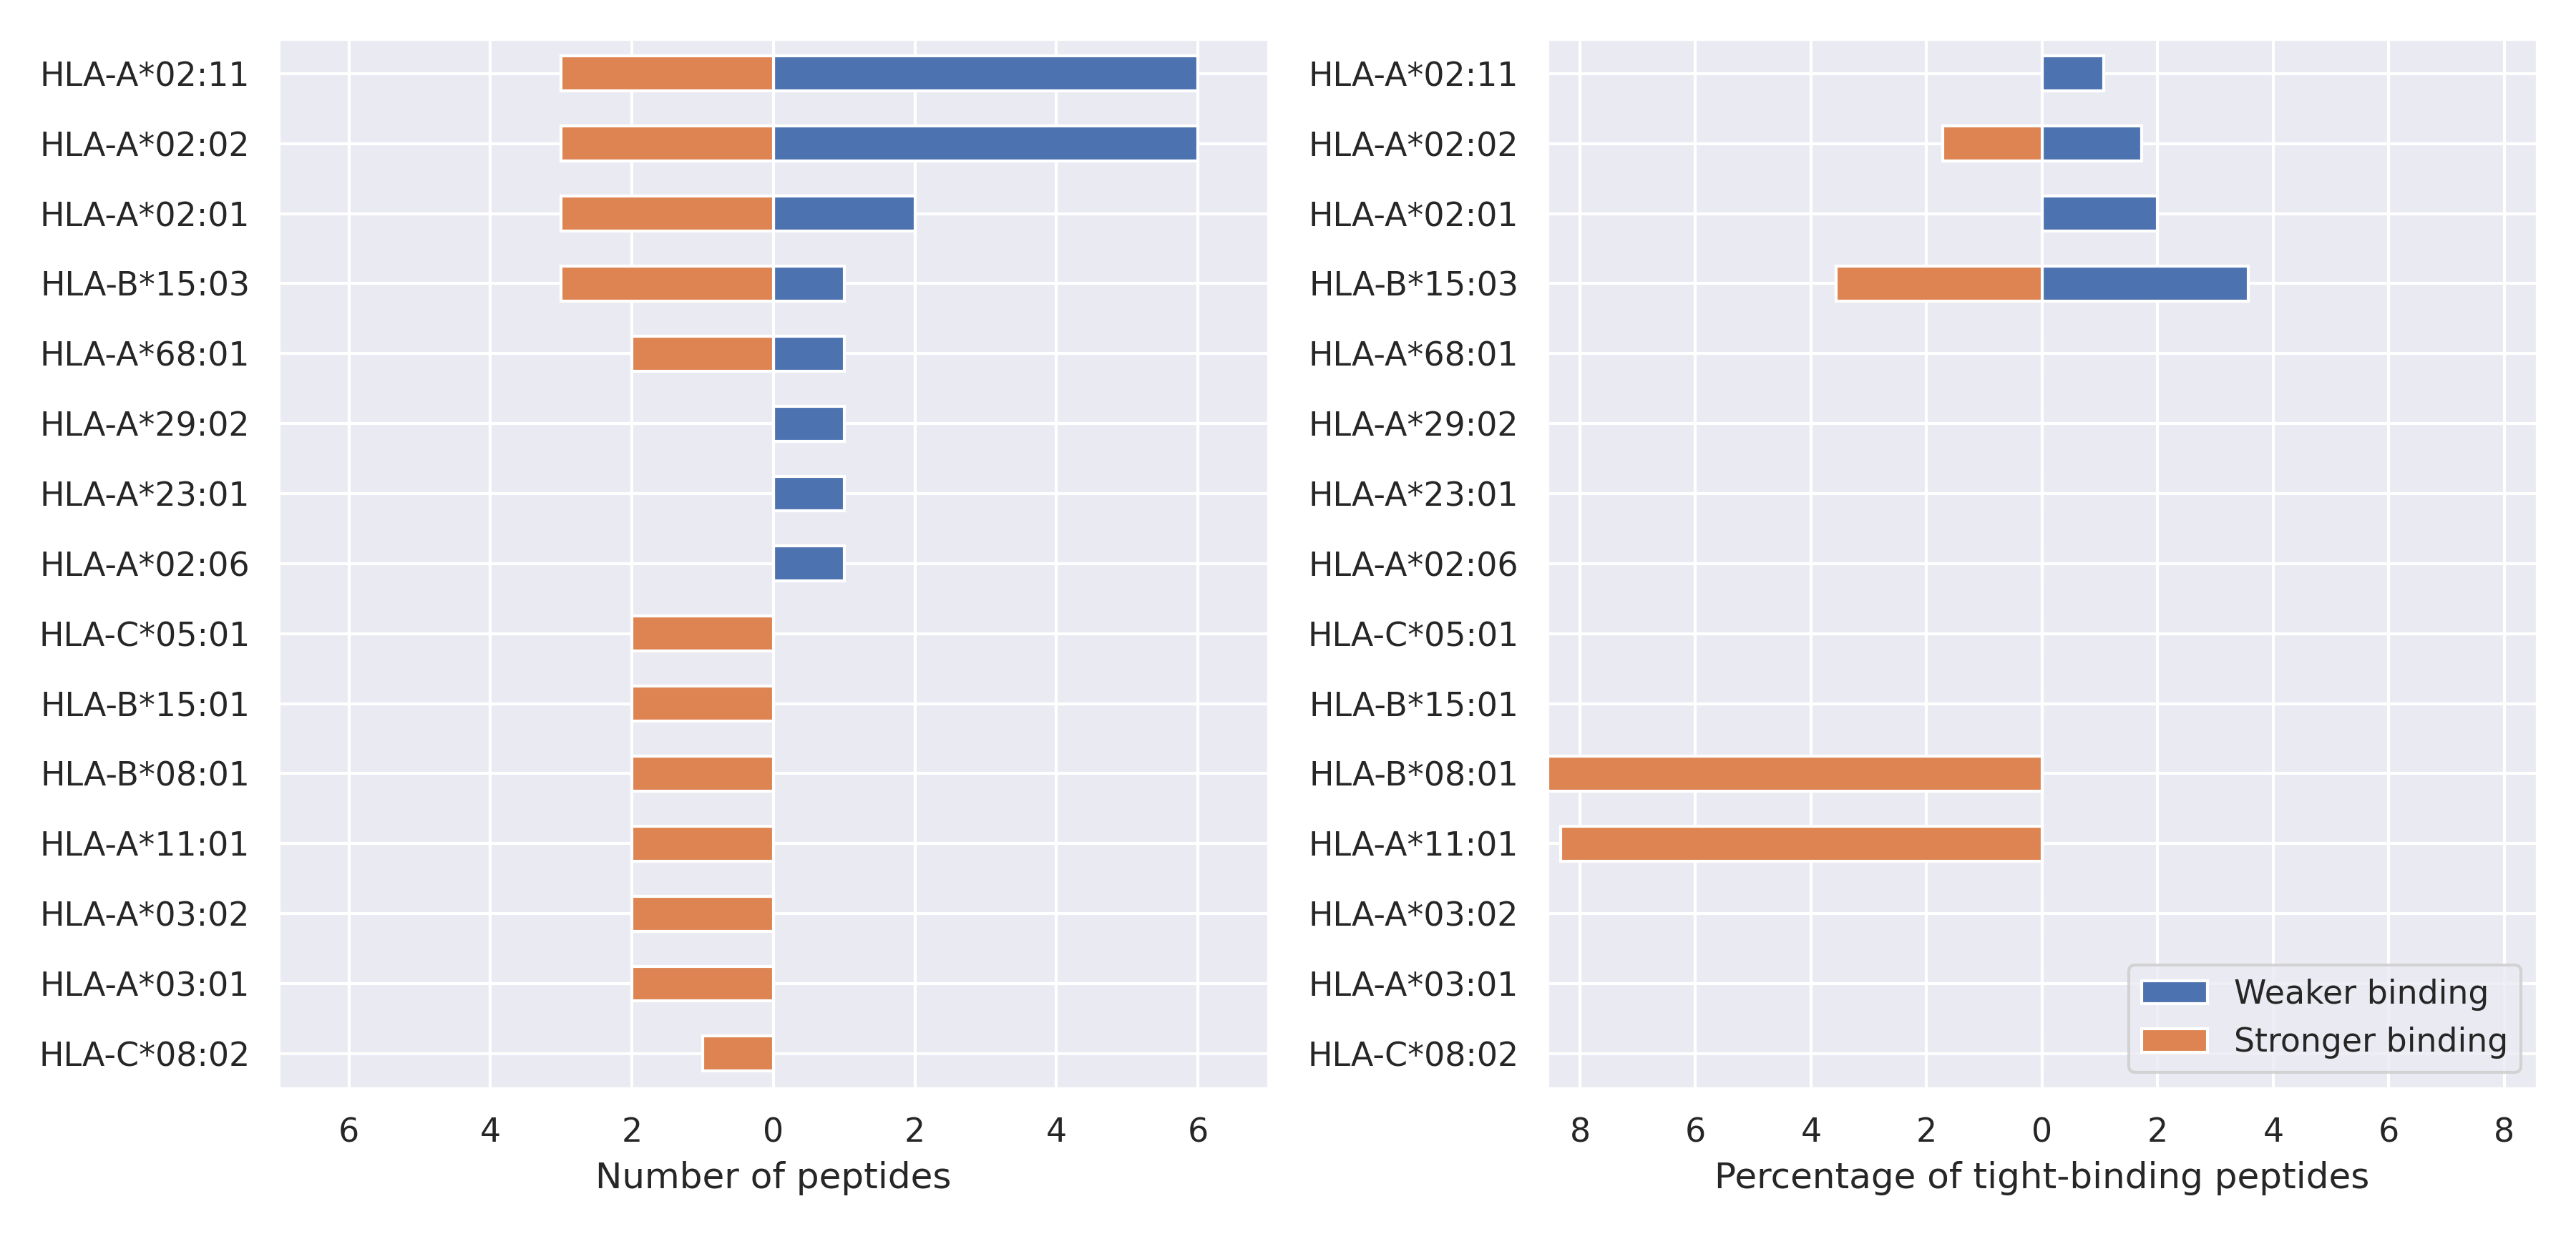 HLA-A*02:11
HLA-A*02:02
HLA-A*02:01
HLA-B*15:03
HLA-A*68:01
HLA-A*29:02
HLA-A*23:01
HLA-A*02:06
HLA-C*05:01
HLA-B*15:01
HLA-B*08:01
HLA-A*11:01
HLA-A*03:02
HLA-A*03:01
HLA-C*08:02
6 4 2 0 2 4 6
Number of peptides
HLA-A*02:11
HLA-A*02:02
HLA-A*02:01
HLA-B*15:03
HLA-A*68:01
HLA-A*29:02
HLA-A*23:01
HLA-A*02:06
HLA-C*05:01
HLA-B*15:01
HLA-B*08:01
HLA-A*11:01
HLA-A*03:02
HLA-A*03:01
HLA-C*08:02
Weaker binding
Stronger binding
8 6 4 2 0 2 4 6 8
Percentage of tight-binding peptides